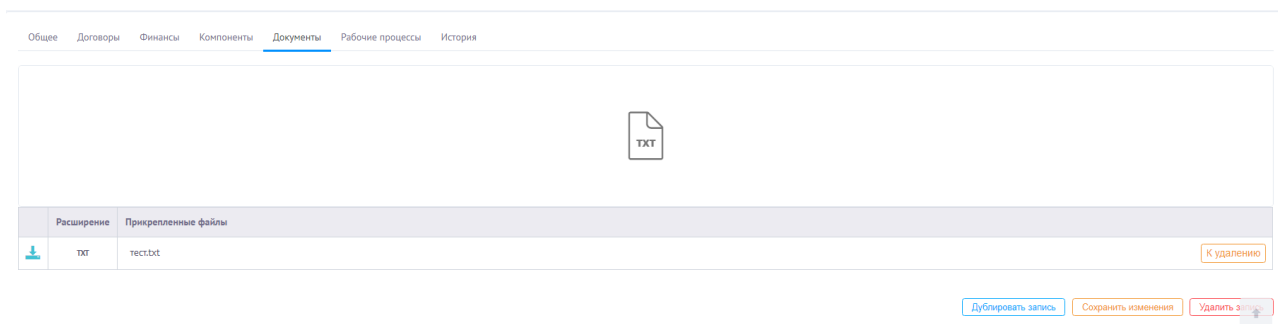 Общее Договоры Финансы Компоненты Документы Рабочие процессы История
TXT
Расширение Прикрепленные файлы
TXT тест.txt К удалению
Дублировать запись Сохранить изменения Удалить запись